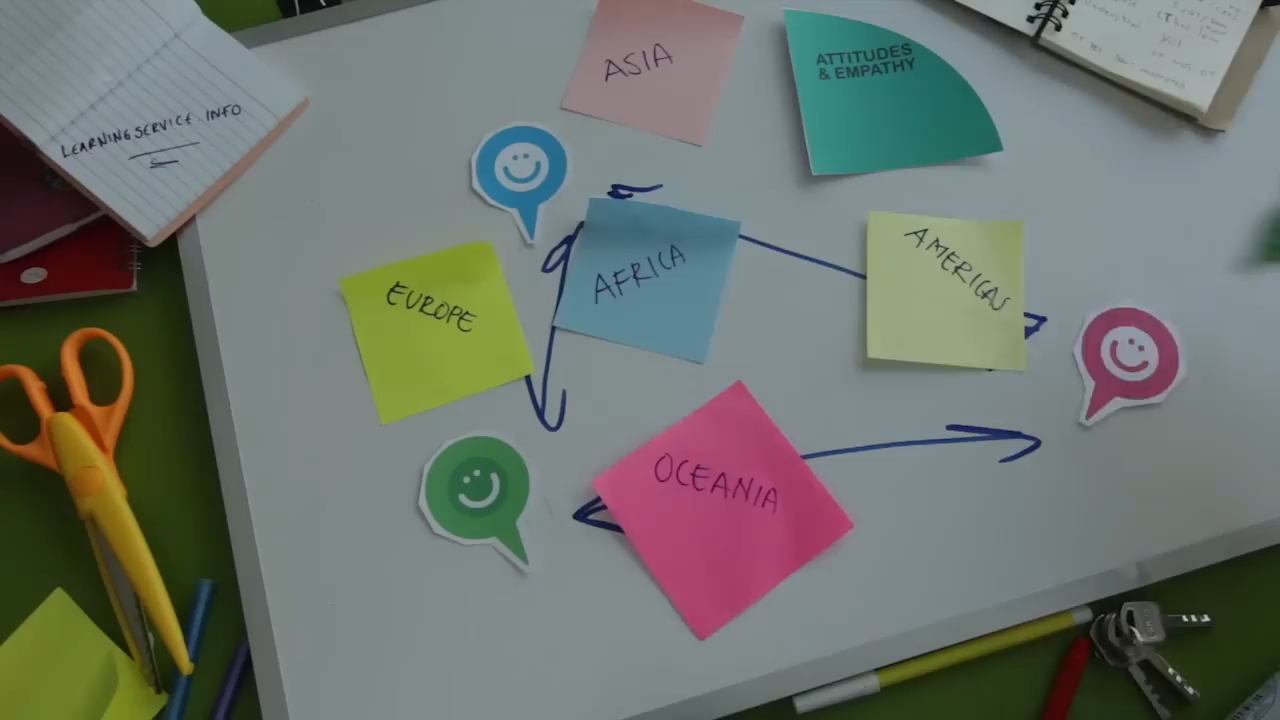 ASIA
ATTITUDES
& EMPATHY
LEARNINGSERVICE.INFO
AFRICA
AMERICAS
EUROPE
OCEANIA